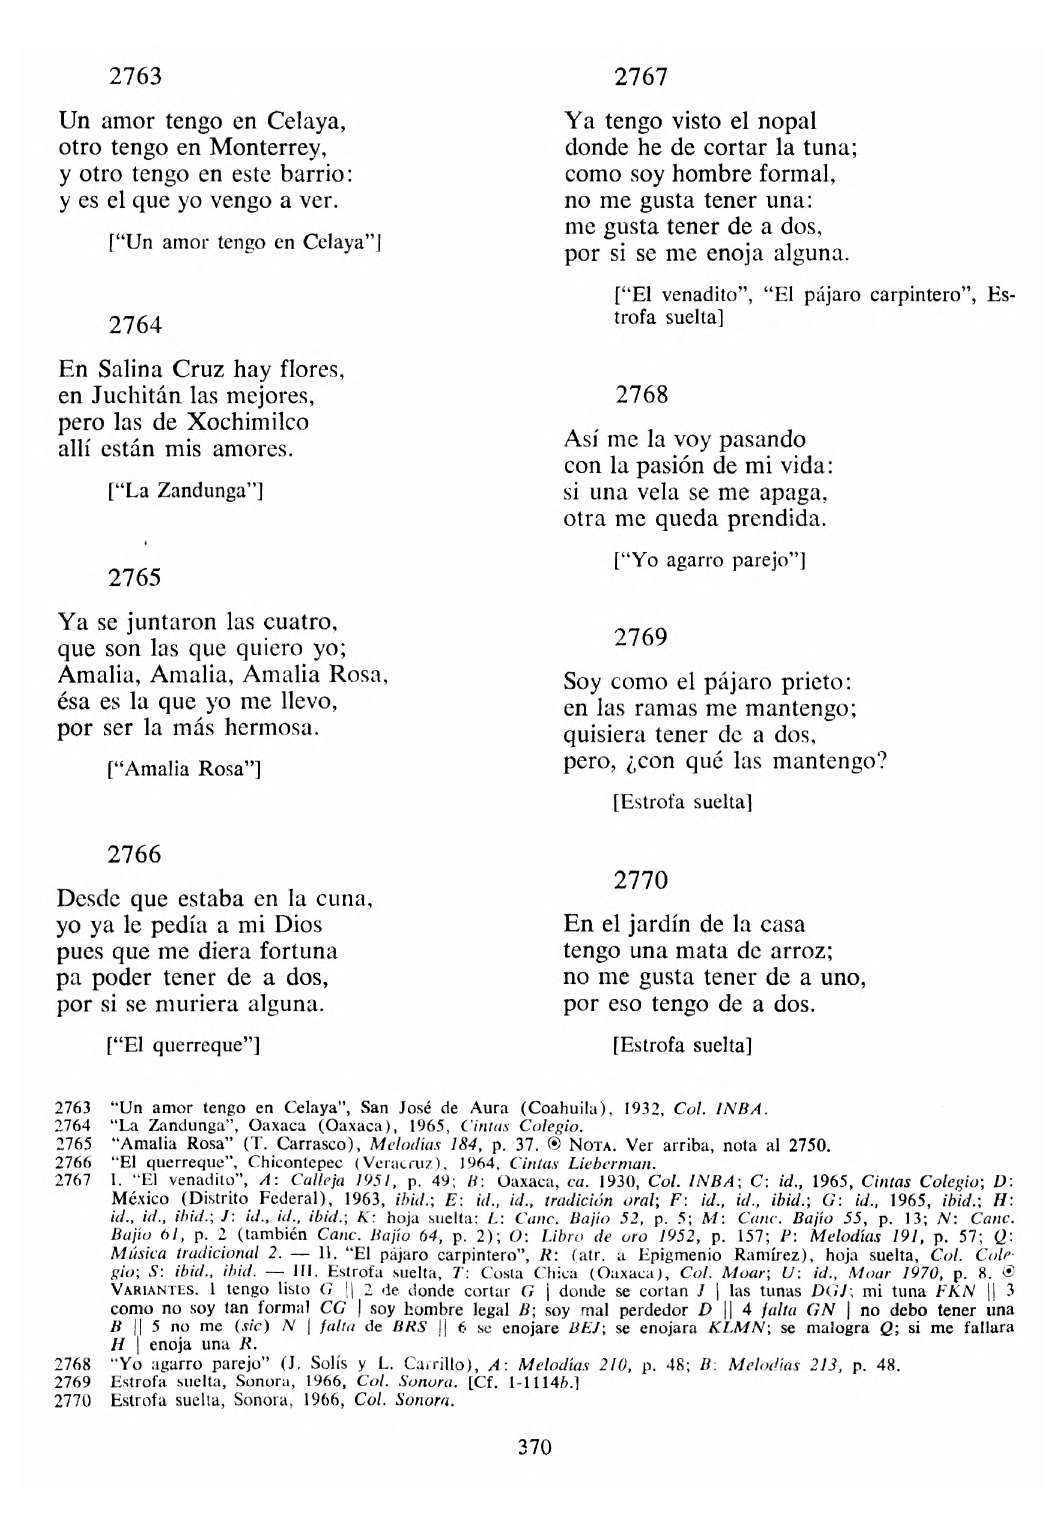 2763
Un amor tengo en Celaya,
otro tengo en Monterrey,
y otro tengo en este barrio:
y es el que yo vengo a ver.
[“Un amor tengo en Celaya”]
2764
En Salina Cruz hay flores,
en Juchitán las mejores,
pero las de Xochimilco
allí están mis amores.
[“La Zandunga”]
2765
Ya se juntaron las cuatro,
que son las que quiero yo;
Amalia, Amalia, Amalia Rosa,
ésa es la que yo me llevo,
por ser la más hermosa.
[“Amalia Rosa”]
2766
Desde que estaba en la cuna,
yo ya le pedía a mi Dios
pues que me diera fortuna
pa poder tener de a dos,
por si se muriera alguna.
[“El querreque”]
2767
Ya tengo visto el nopal
donde he de cortar la tuna;
como soy hombre formal,
no me gusta tener una:
me gusta tener de a dos,
por si se me enoja alguna.
[“El venadito”, “El pájaro carpintero”, Es-
trofa suelta]
2768
Así me la voy pasando
con la pasión de mi vida:
si una vela se me apaga,
otra me queda prendida.
[“Yo agarro parejo”]
2769
Soy como el pájaro prieto:
en las ramas me mantengo;
quisiera tener de a dos,
pero, ¿con qué las mantengo?
[Estrofa suelta]
2770
En el jardín de la casa
tengo una mata de arroz;
no me gusta tener de a uno,
por eso tengo de a dos.
[Estrofa suelta]
2763 “Un amor tengo en Celaya”, San José de Aura (Coahuila), 1932, Col. INBA.
2764 “La Zandunga”, Oaxaca (Oaxaca), 1965, Cintas Colegio.
2765 “Amalia Rosa” (T. Carrasco), Melodías 184, p. 37. ⊛ NOTA. Ver arriba, nota al 2750.
2766 “El querreque”, Chicontepec (Veracruz), 1964, Cintas Lieberman.
2767 I. “El venadito”, A: Calleja 1951, p. 49; B: Oaxaca, ca. 1930, Col. INBA; C: id., 1965, Cintas Colegio; D:
México (Distrito Federal), 1963, ibid.; E: id., id., tradición oral; F: id., id., ibid.; G: id., 1965, ibid.; H:
id., id., ibid.; J: id., id., ibid.; K: hoja suelta; L: Canc. Bajío 52, p. 5; M: Canc. Bajío 55, p. 13; N: Canc.
Bajío 61, p. 2 (también Canc. Bajío 64, p. 2); O: Libro de oro 1952, p. 157; P: Melodías 191, p. 57; Q:
Música tradicional 2. — II. “El pájaro carpintero”, R: (atr. a Epigmenio Ramírez), hoja suelta, Col. Cole-
gio; S: ibid., ibid. — III. Estrofa suelta, T: Costa Chica (Oaxaca), Col. Moar; U: id., Moar 1970, p. 8. ⊛
VARIANTES. 1 tengo listo G || 2 de donde cortar G | donde se cortan J | las tunas DGJ; mi tuna FKN || 3
como no soy tan formal CG | soy hombre legal B; soy mal perdedor D || 4 falta GN | no debo tener una
B || 5 no me (sic) N | falta de BRS || 6 se enojare BEJ; se enojara KLMN; se malogra Q; si me fallara
H | enoja una R.
2768 “Yo agarro parejo” (J. Solís y L. Carrillo), A: Melodías 210, p. 48; B: Melodías 213, p. 48.
2769 Estrofa suelta, Sonora, 1966, Col. Sonora. [Cf. 1-1114b.]
2770 Estrofa suelta, Sonora, 1966, Col. Sonora.
370